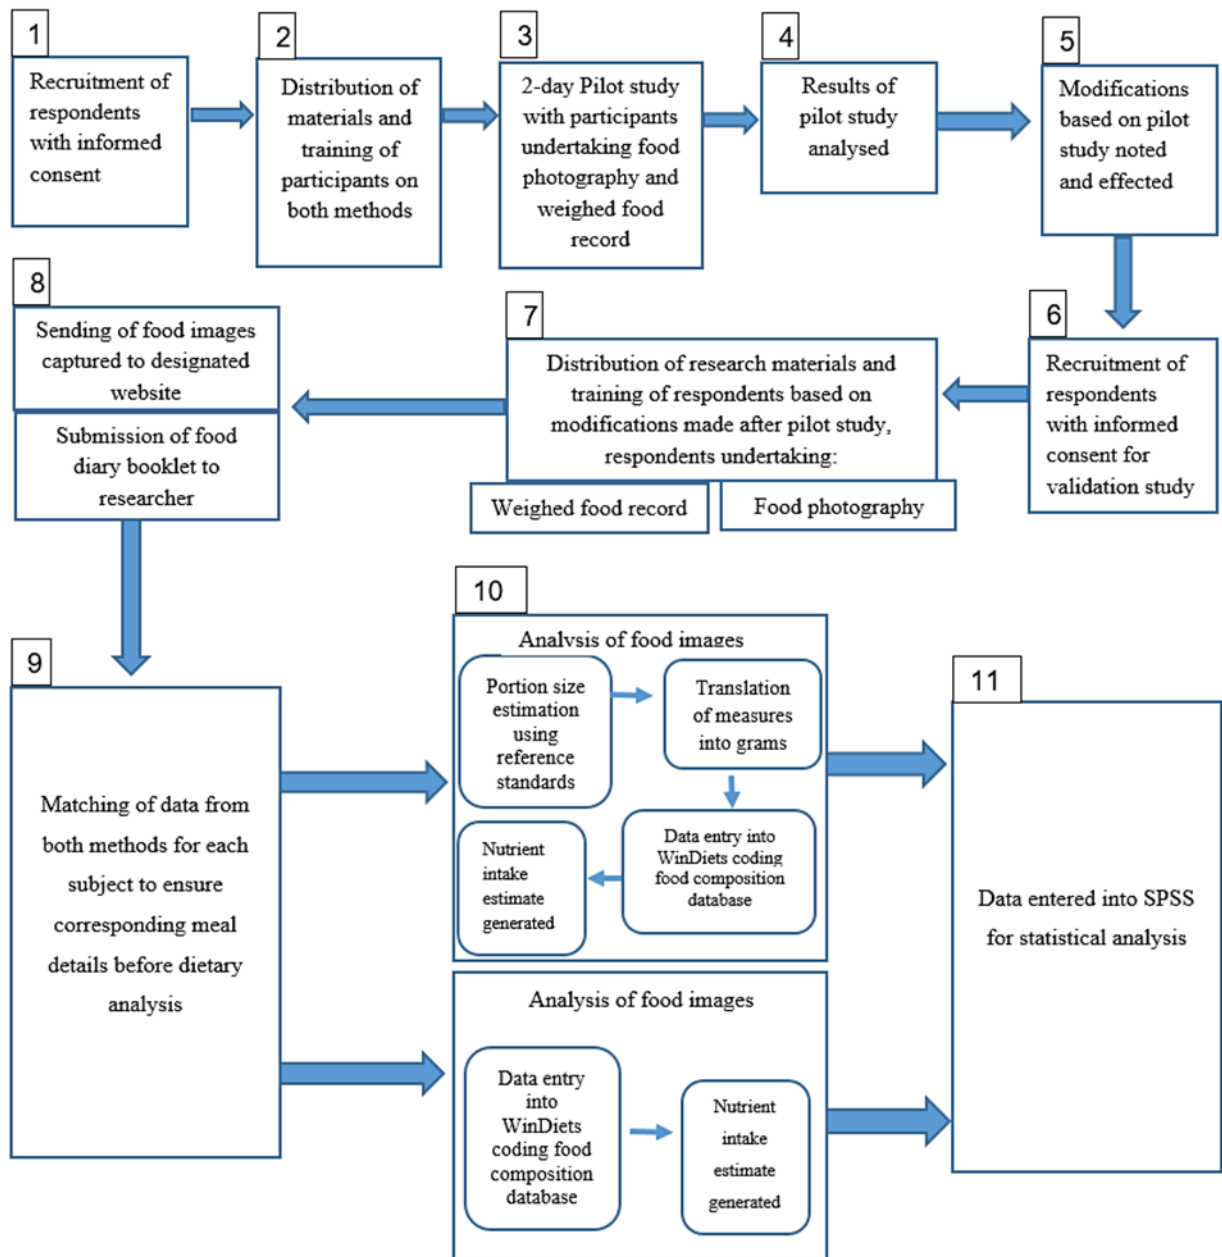 1
Recruitment of
respondents
with informed
consent
2
Distribution of
materials and
training of
participants on
both methods
3
2-day Pilot study
with participants
undertaking food
photography and
weighed food
record
4
Results of
pilot study
analysed
5
Modifications
based on pilot
study noted
and effected
6
Recruitment of
respondents
with informed
consent for
validation study
7
Distribution of research materials and
training of respondents based on
modifications made after pilot study,
respondents undertaking:
Weighed food record
Food photography
8
Sending of food images
captured to designated
website
Submission of food
diary booklet to
researcher
9
Matching of data from
both methods for each
subject to ensure
corresponding meal
details before dietary
analysis
10
Analysis of food images
Portion size
estimation
using
reference
standards
Translation
of measures
into grams
Data entry into
WinDiets coding
food composition
database
Nutrient
intake
estimate
generated
Analysis of food images
Data entry
into
WinDiets
coding food
composition
database
Nutrient
intake
estimate
generated
11
Data entered into SPSS
for statistical analysis